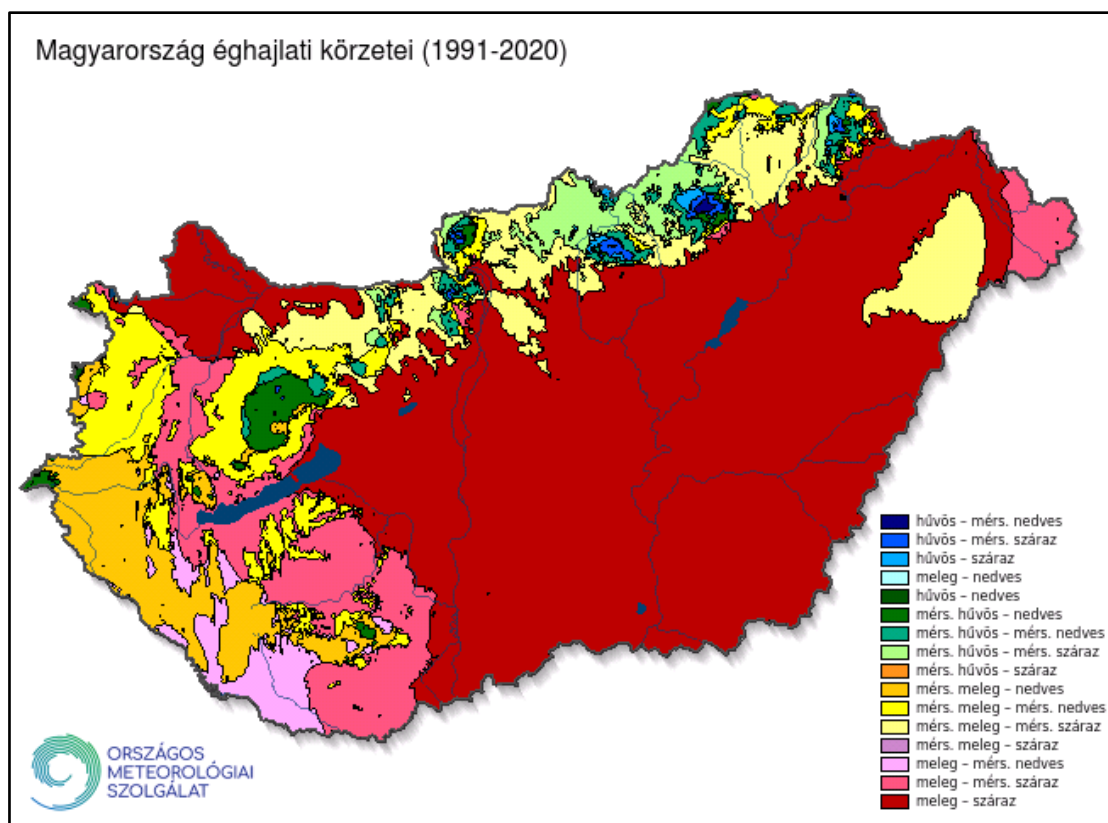 Magyarország éghajlati körzetei (1991-2020)
hűvös – mérs. nedves
hűvös – mérs. száraz
hűvös – száraz
meleg – nedves
hűvös – nedves
mérs. hűvös – nedves
mérs. hűvös – mérs. nedves
mérs. hűvös – mérs. száraz
mérs. hűvös – száraz
mérs. meleg – nedves
mérs. meleg – mérs. nedves
mérs. meleg – mérs. száraz
mérs. meleg – száraz
meleg – mérs. nedves
meleg – mérs. száraz
meleg – száraz
ORSZÁGOS
METEOROLÓGIAI
SZOLGÁLAT